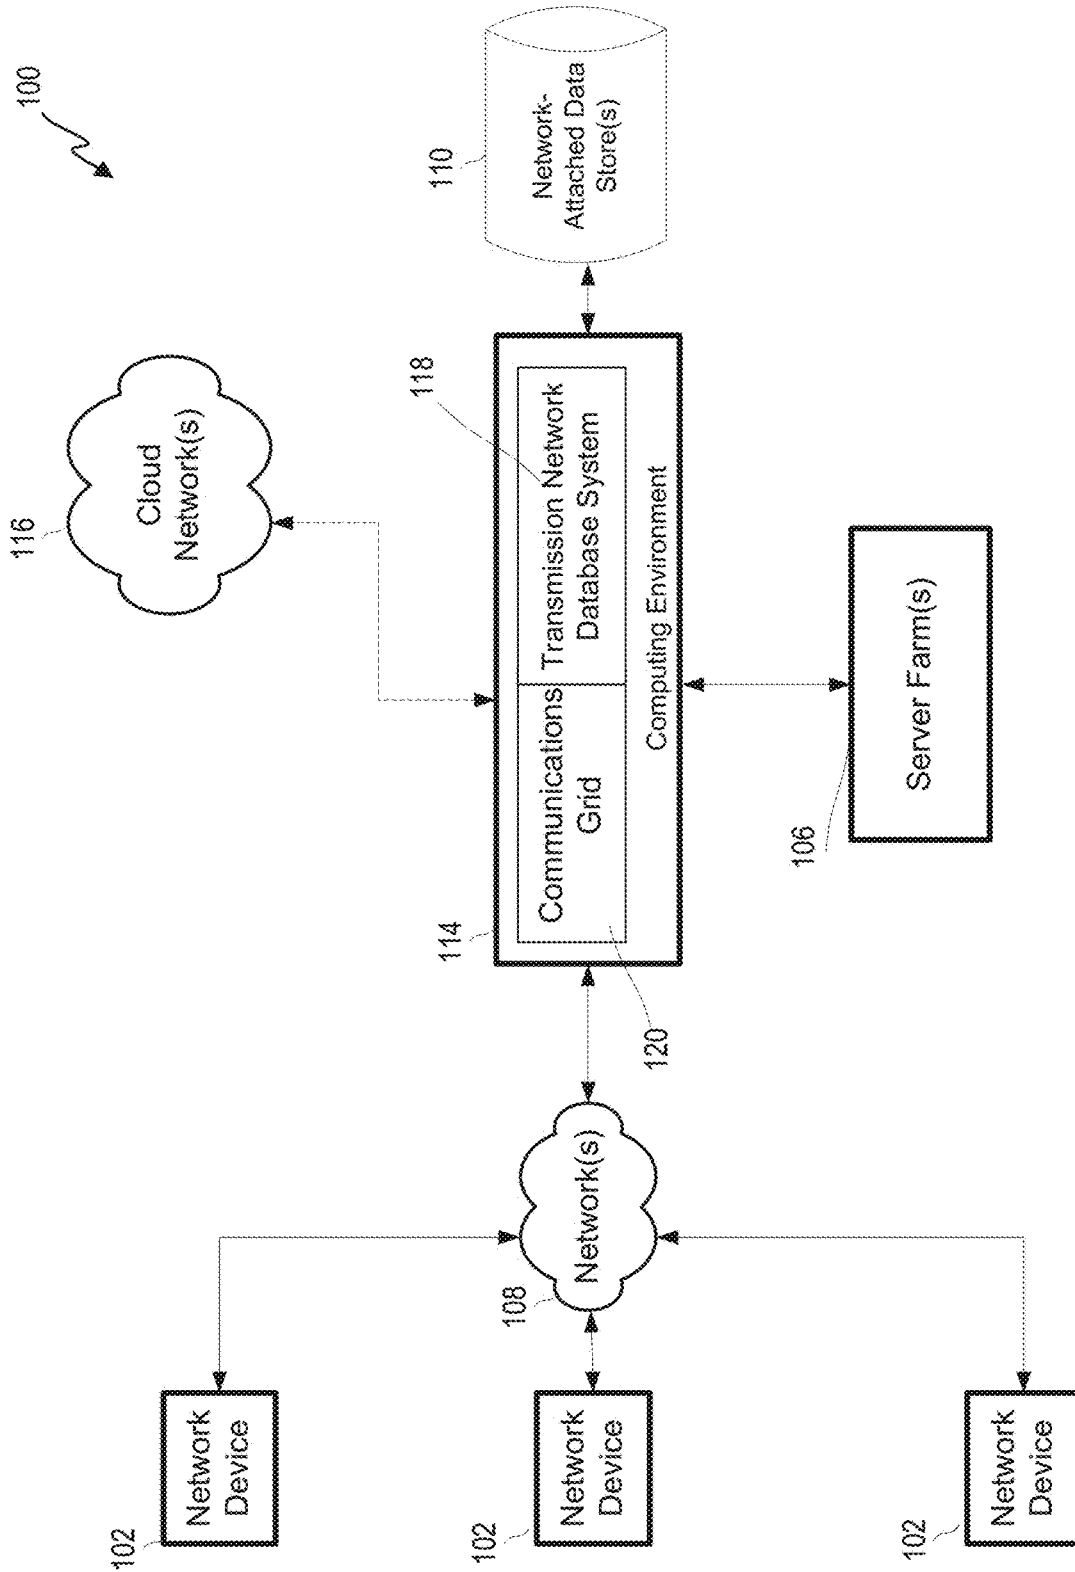 100
116
Cloud
Network(s)
110
Network-
Attached Data
Store(s)
118
114
Communications
Grid
Transmission Network
Database System
Computing Environment
120
108
Network(s)
106
Server Farm(s)
102
Network
Device
102
Network
Device
102
Network
Device